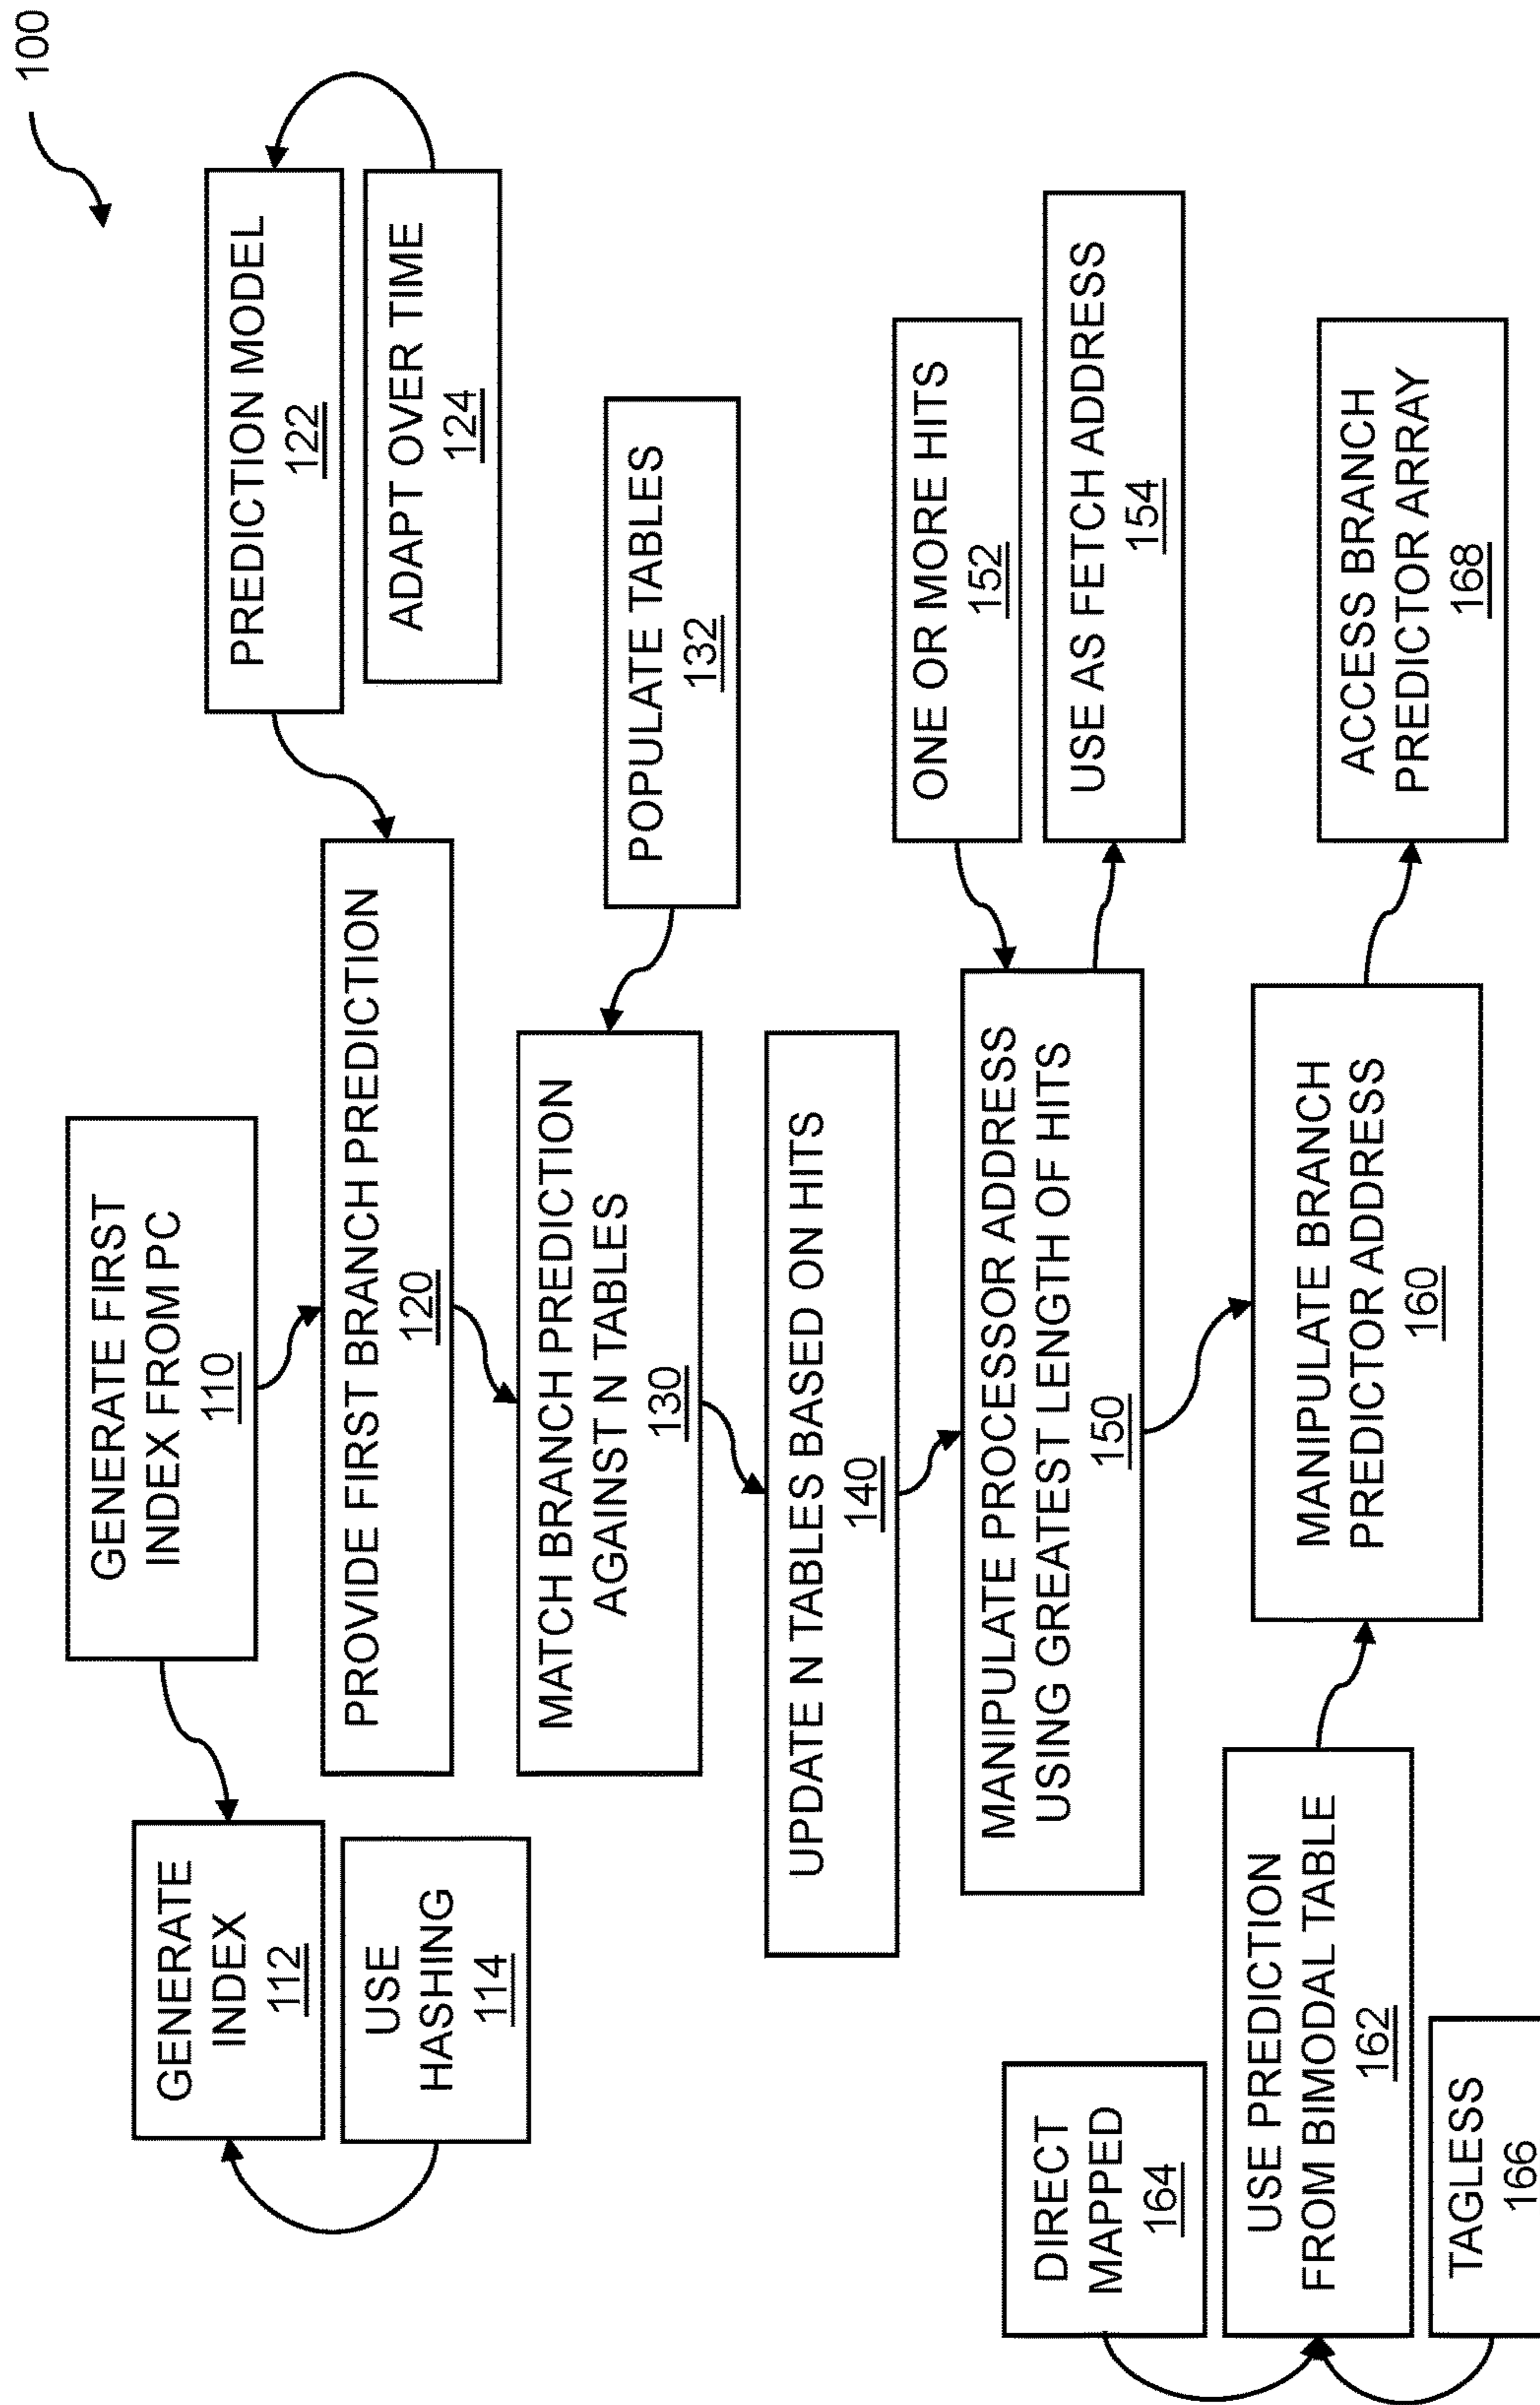 100
GENERATE FIRST
INDEX FROM PC
110
GENERATE
INDEX
112
USE
HASHING
114
PROVIDE FIRST BRANCH PREDICTION
120
PREDICTION MODEL
122
ADAPT OVER TIME
124
MATCH BRANCH PREDICTION
AGAINST N TABLES
130
POPULATE TABLES
132
UPDATE N TABLES BASED ON HITS
140
MANIPULATE PROCESSOR ADDRESS
USING GREATEST LENGTH OF HITS
150
ONE OR MORE HITS
152
USE AS FETCH ADDRESS
154
MANIPULATE BRANCH
PREDICTOR ADDRESS
160
DIRECT
MAPPED
164
USE PREDICTION
FROM BIMODAL TABLE
162
TAGLESS
166
ACCESS BRANCH
PREDICTOR ARRAY
168